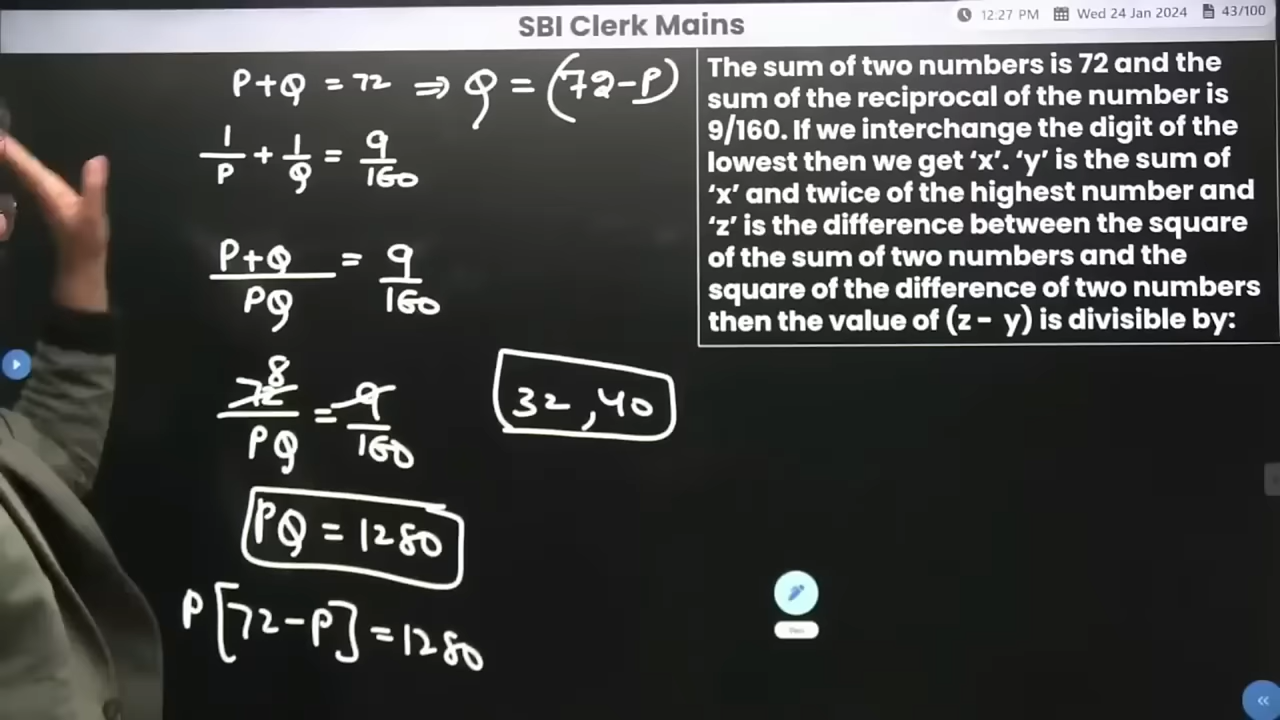 SBI Clerk Mains
12:27 PM Wed 24 Jan 2024 43/100
P+Q = 72 ⇒ Q = (72-P)
1/P + 1/Q = 9/160
P+Q/PQ = 9/160
72 8/PQ = 9/160
PQ = 1280
P[72-P] = 1280
32, 40
The sum of two numbers is 72 and the
sum of the reciprocal of the number is
9/160. If we interchange the digit of the
lowest then we get ‘x’. ‘y’ is the sum of
‘x’ and twice of the highest number and
‘z’ is the difference between the square
of the sum of two numbers and the
square of the difference of two numbers
then the value of (z - y) is divisible by: